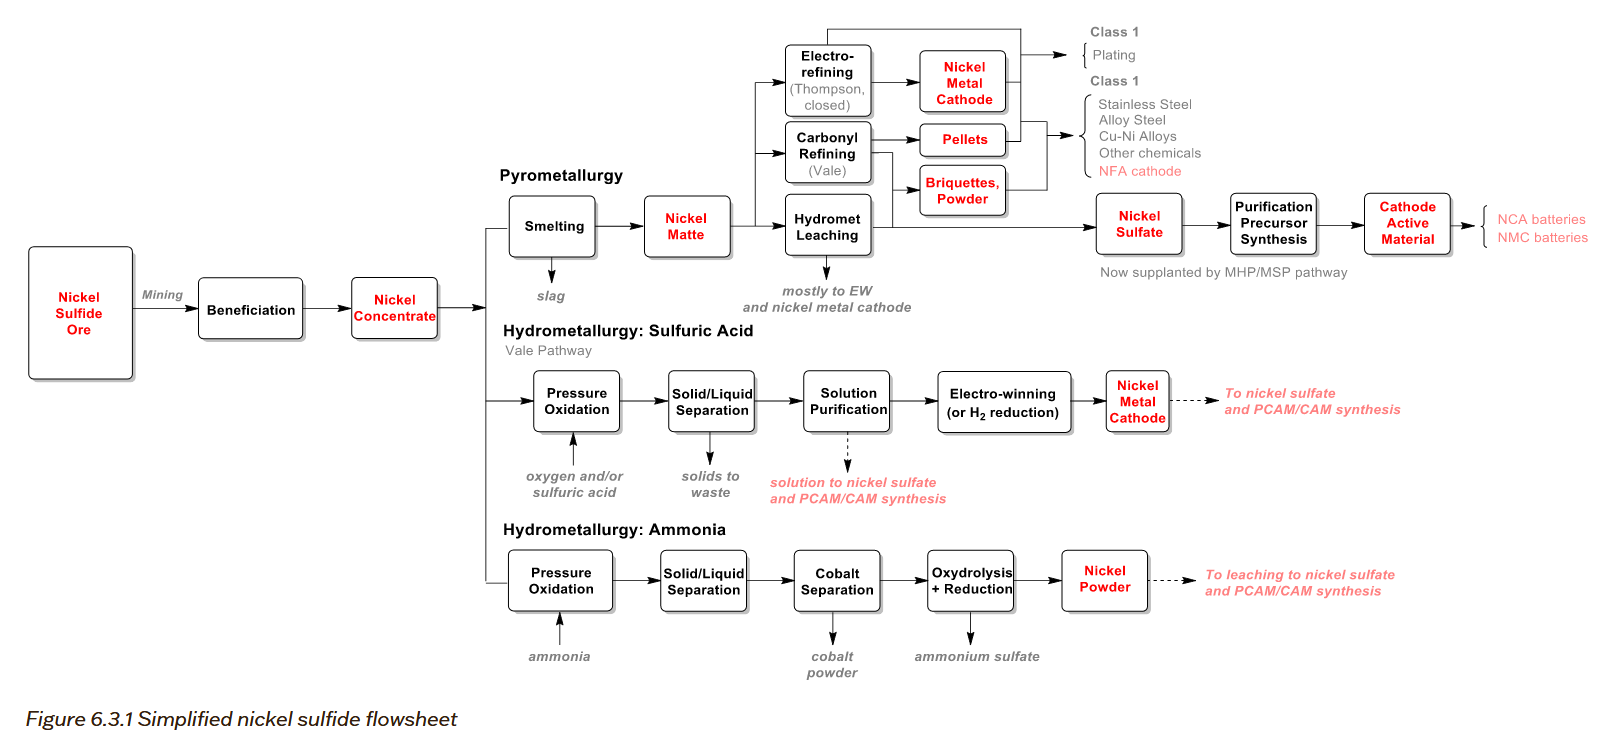 Class 1
Plating
Electro-
refining
(Thompson,
closed)
Nickel
Metal
Cathode
Class 1
Stainless Steel
Alloy Steel
Cu-Ni Alloys
Other chemicals
NFA cathode
Carbonyl
Refining
(Vale)
Pellets
Briquettes,
Powder
Pyrometallurgy
Smelting
Nickel
Matte
Hydromet
Leaching
Nickel
Sulfate
Purification
Precursor
Synthesis
Cathode
Active
Material
NCA batteries
NMC batteries
Now supplanted by MHP/MSP pathway
slag
mostly to EW
and nickel metal cathode
Nickel
Sulfide
Ore
Mining
Beneficiation
Nickel
Concentrate
Hydrometallurgy: Sulfuric Acid
Vale Pathway
Pressure
Oxidation
Solid/Liquid
Separation
Solution
Purification
Electro-winning
(or H₂ reduction)
Nickel
Metal
Cathode
To nickel sulfate
and PCAM/CAM synthesis
oxygen and/or
sulfuric acid
solids to
waste
solution to nickel sulfate
and PCAM/CAM synthesis
Hydrometallurgy: Ammonia
Pressure
Oxidation
Solid/Liquid
Separation
Cobalt
Separation
Oxydrolysis
+ Reduction
Nickel
Powder
To leaching to nickel sulfate
and PCAM/CAM synthesis
ammonia
cobalt
powder
ammonium sulfate
Figure 6.3.1 Simplified nickel sulfide flowsheet